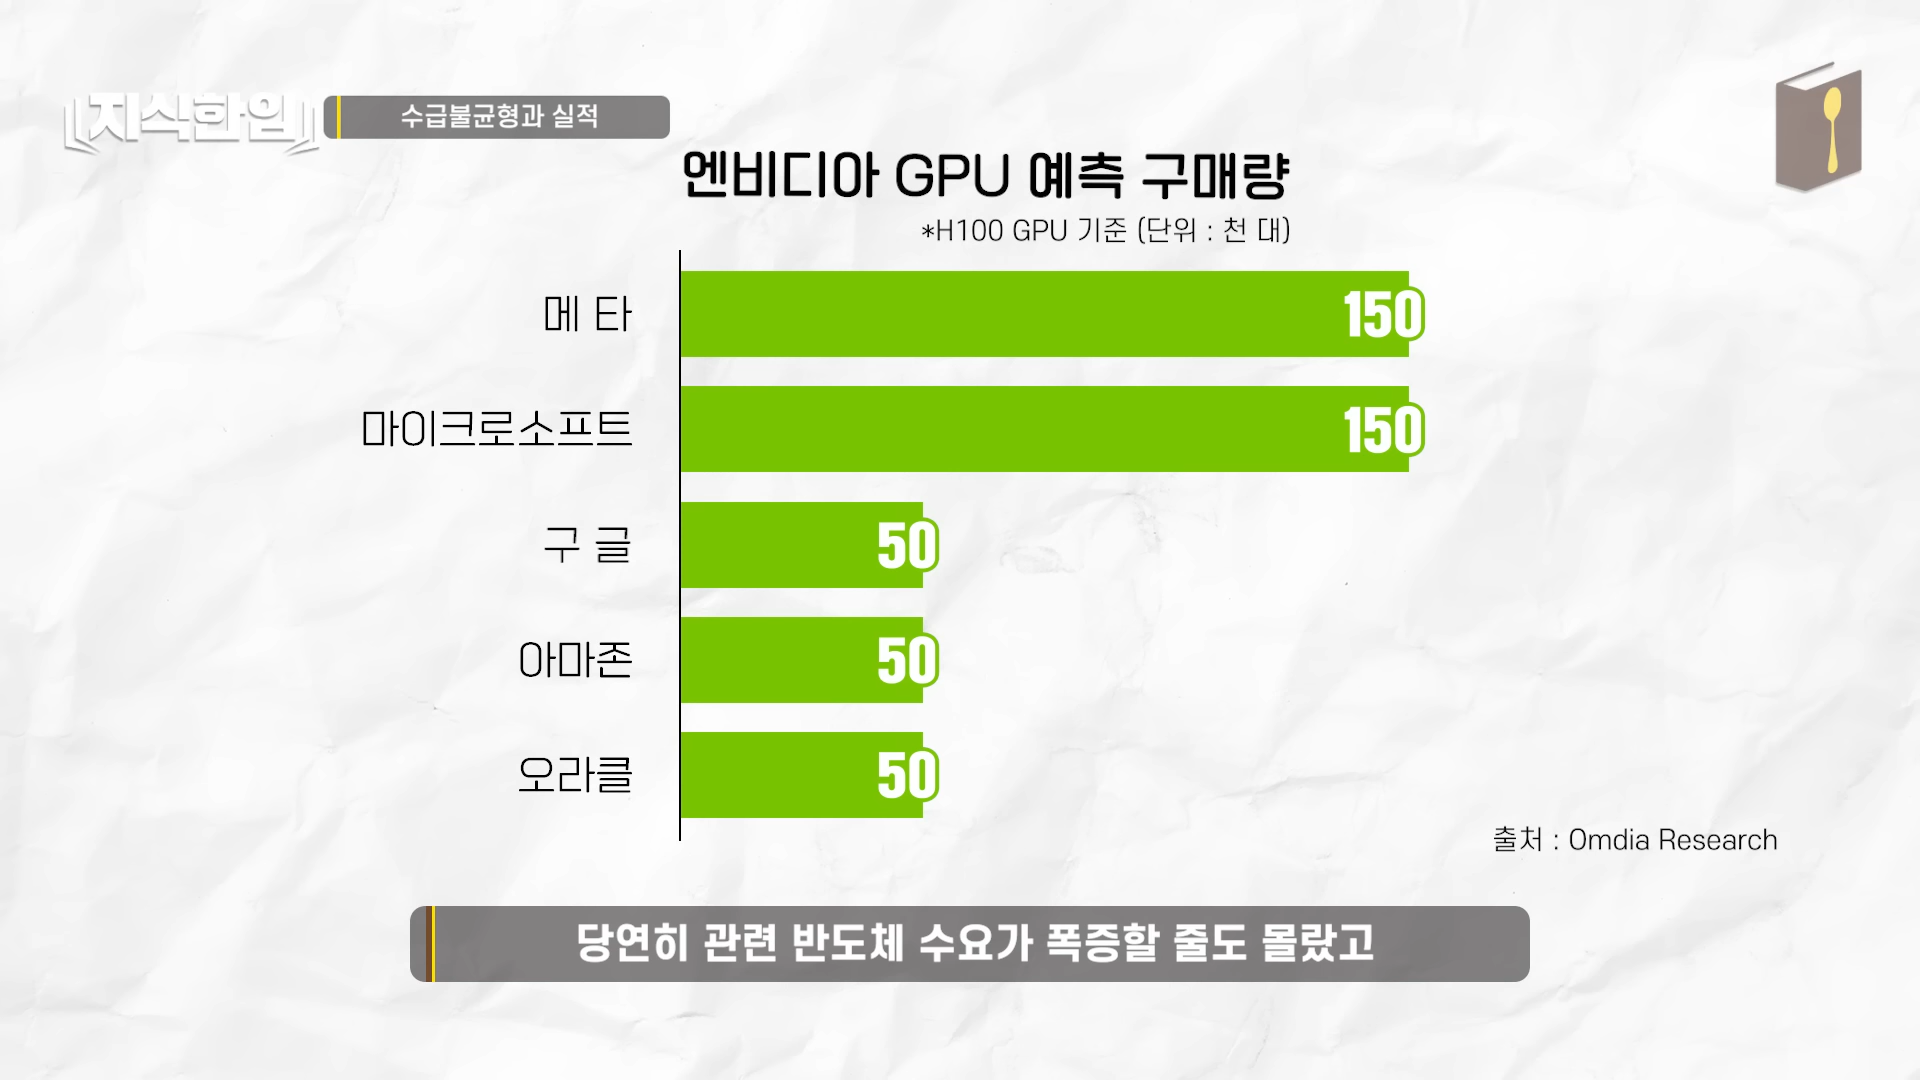 지식한입
수급불균형과 실적
엔비디아 GPU 예측 구매량
*H100 GPU 기준 (단위 : 천 대)
메 타
150
마이크로소프트
150
구 글
50
아마존
50
오라클
50
출처 : Omdia Research
당연히 관련 반도체 수요가 폭증할 줄도 몰랐고